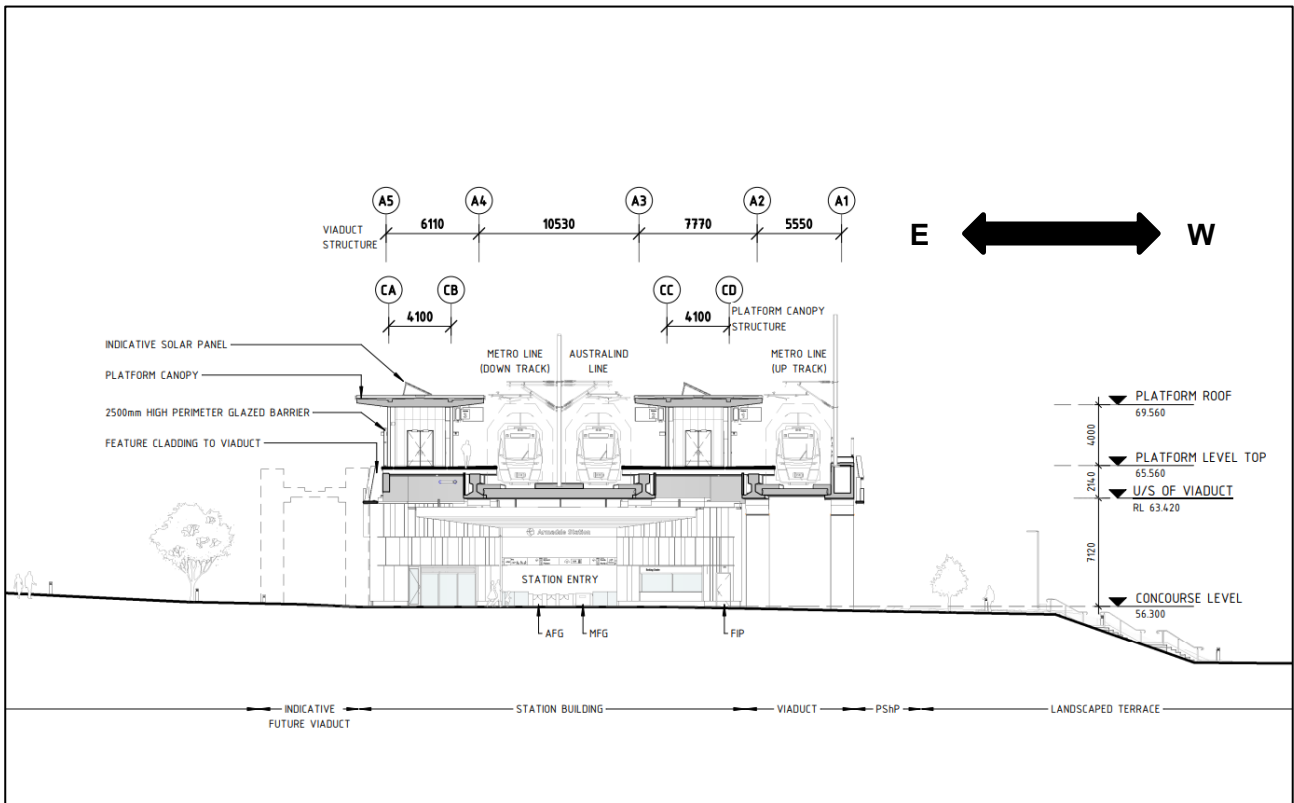 A5 A4 A3 A2 A1
6110 10530 7770 5550
VIADUCT
STRUCTURE
E W
CA CB CC CD
4100 4100
PLATFORM CANOPY
STRUCTURE
INDICATIVE SOLAR PANEL
PLATFORM CANOPY
2500mm HIGH PERIMETER GLAZED BARRIER
FEATURE CLADDING TO VIADUCT
METRO LINE
(DOWN TRACK)
AUSTRALIND
LINE
METRO LINE
(UP TRACK)
PLATFORM ROOF
69.560
4000
PLATFORM LEVEL TOP
65.560
2140
U/S OF VIADUCT
RL 63.420
7120
CONCOURSE LEVEL
56.300
Armadale Station
STATION ENTRY
AFG MFG FIP
INDICATIVE
FUTURE VIADUCT
STATION BUILDING
VIADUCT
PShP
LANDSCAPED TERRACE